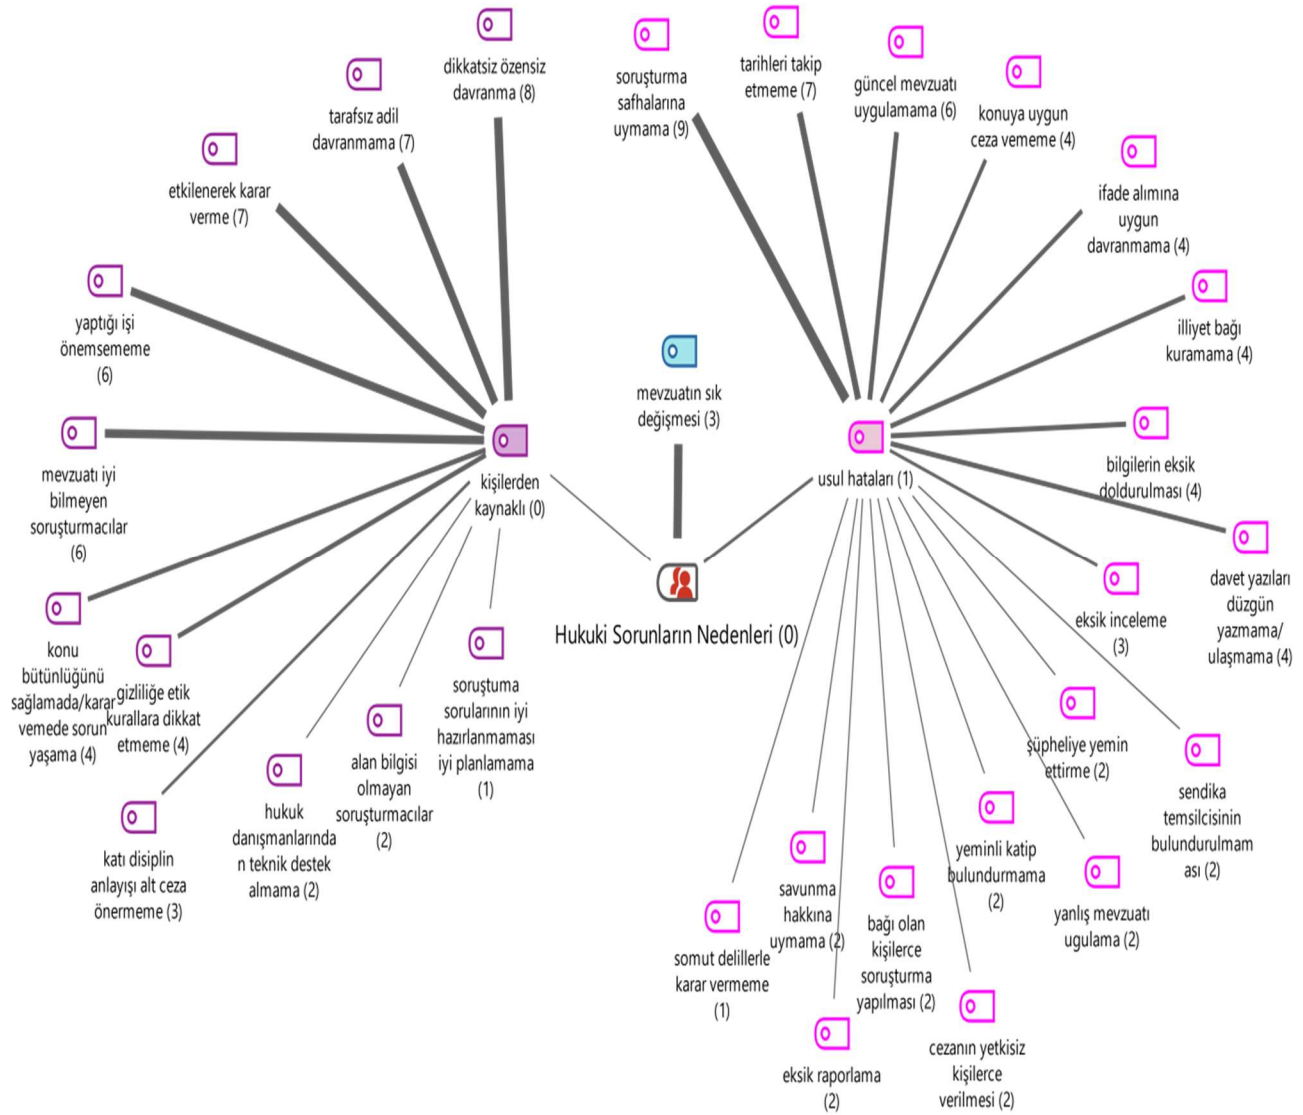 dikkatsiz özensiz
davranma (8)
tarafsız adil
davranmama (7)
etkilenerek karar
verme (7)
yaptığı işi
önemsememe
(6)
mevzuatı iyi
bilmeyen
soruşturmacılar
(6)
konu
bütünlüğünü
sağlamada/karar
vemede sorun
yaşama (4)
gizliliğe etik
kurallara dikkat
etmeme (4)
katı disiplin
anlayışı alt ceza
önermeme (3)
hukuk
danışmanlarında
n teknik destek
almama (2)
alan bilgisi
olmayan
soruşturmacılar
(2)
soruştuma
sorularının iyi
hazırlanmaması
iyi planlamama
(1)
kişilerden
kaynaklı (0)
mevzuatın sık
değişmesi (3)
Hukuki Sorunların Nedenleri (0)
usul hataları (1)
soruşturma
safhalarına
uymama (9)
tarihleri takip
etmeme (7)
güncel mevzuatı
uygulamama (6)
konuya uygun
ceza vememe (4)
ifade alımına
uygun
davranmama (4)
illiyet bağı
kuramama (4)
bilgilerin eksik
doldurulması (4)
davet yazıları
düzgün
yazmama/
ulaşmama (4)
eksik inceleme
(3)
sendika
temsilcisinin
bulundurulmam
ası (2)
şüpheliye yemin
ettirme (2)
yanlış mevzuatı
ugulama (2)
yeminli katip
bulundurmama
(2)
cezanın yetkisiz
kişilerce
verilmesi (2)
bağı olan
kişilerce
soruşturma
yapılması (2)
eksik raporlama
(2)
savunma
hakkına
uymama (2)
somut delillerle
karar vermeme
(1)